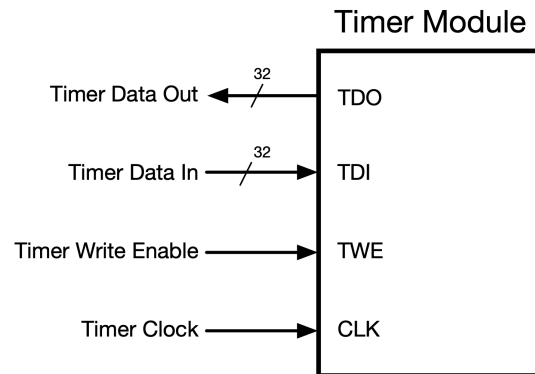 Timer Module
32
Timer Data Out
TDO
32
Timer Data In
TDI
Timer Write Enable
TWE
Timer Clock
CLK